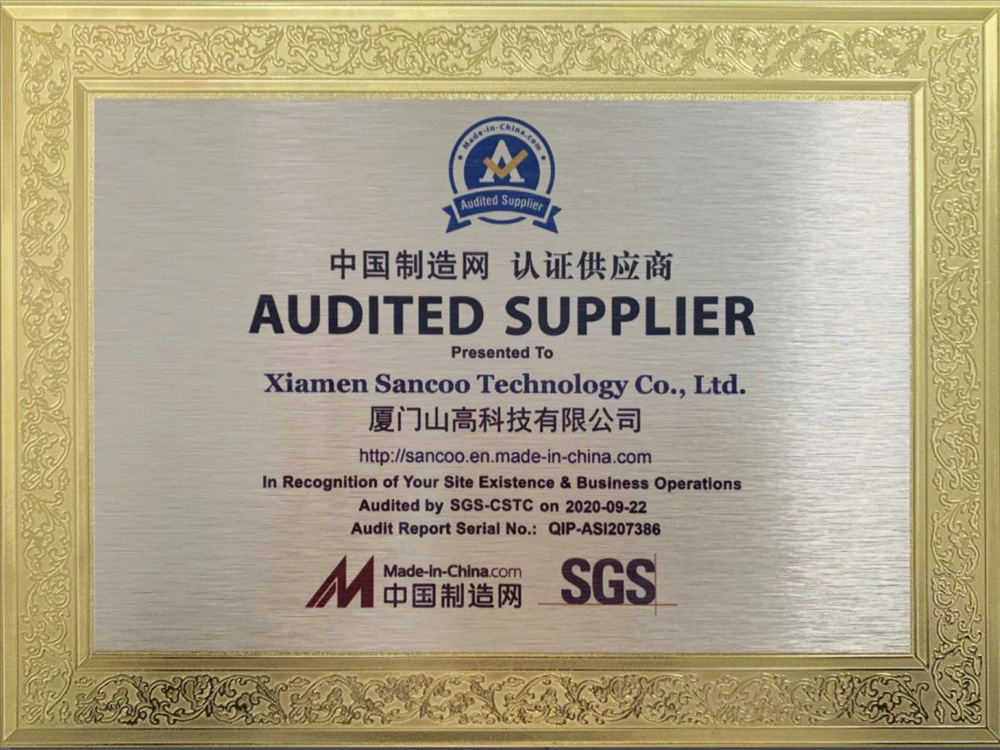 Made-in-China.com
A
Audited Supplier
中国制造网 认证供应商
AUDITED SUPPLIER
Presented To
Xiamen Sancoo Technology Co., Ltd.
厦门山高科技有限公司
http://sancoo.en.made-in-china.com
In Recognition of Your Site Existence & Business Operations
Audited by SGS-CSTC on 2020-09-22
Audit Report Serial No.: QIP-ASI207386
Made-in-China.com
中国制造网
SGS